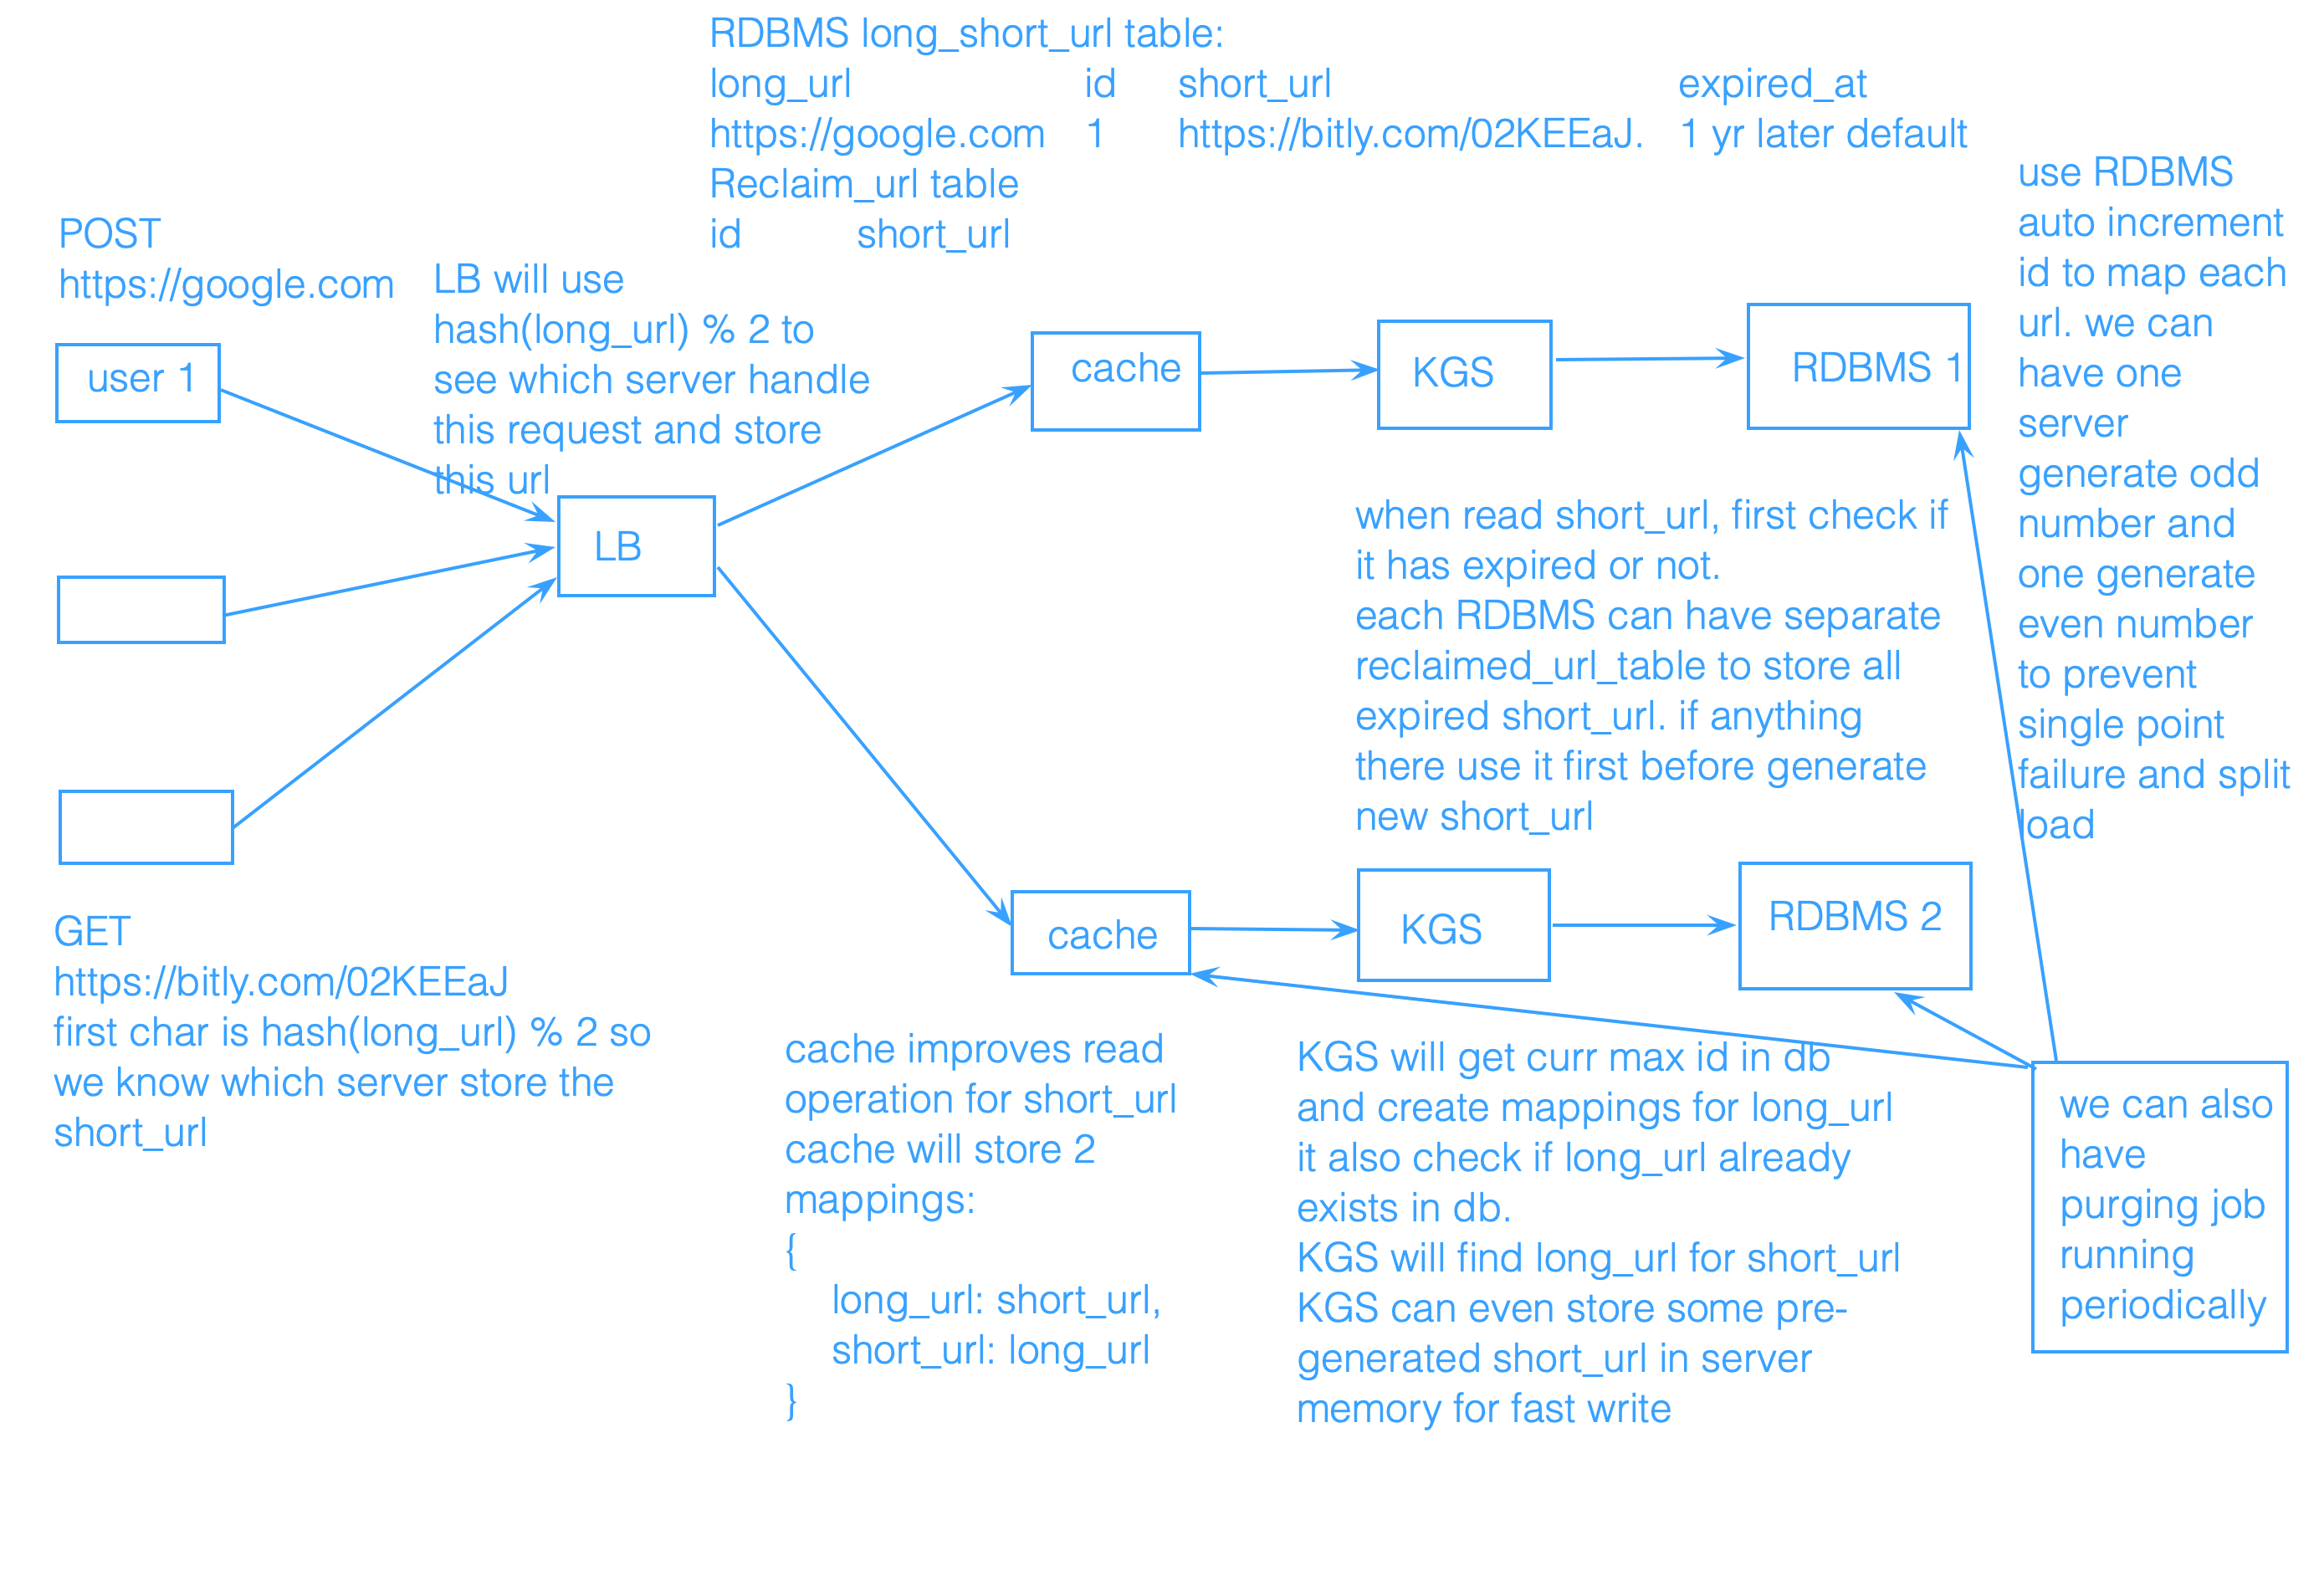 RDBMS long_short_url table:
long_url id short_url expired_at
https://google.com 1 https://bitly.com/02KEEaJ. 1 yr later default
Reclaim_url table
id short_url
POST
https://google.com
LB will use
hash(long_url) % 2 to
see which server handle
this request and store
this url
user 1
LB
cache
KGS
RDBMS 1
use RDBMS
auto increment
id to map each
url. we can
have one
server
generate odd
number and
one generate
even number
to prevent
single point
failure and split
load
when read short_url, first check if
it has expired or not.
each RDBMS can have separate
reclaimed_url_table to store all
expired short_url. if anything
there use it first before generate
new short_url
cache
KGS
RDBMS 2
GET
https://bitly.com/02KEEaJ
first char is hash(long_url) % 2 so
we know which server store the
short_url
cache improves read
operation for short_url
cache will store 2
mappings:
{
long_url: short_url,
short_url: long_url
}
KGS will get curr max id in db
and create mappings for long_url
it also check if long_url already
exists in db.
KGS will find long_url for short_url
KGS can even store some pre-
generated short_url in server
memory for fast write
we can also
have
purging job
running
periodically